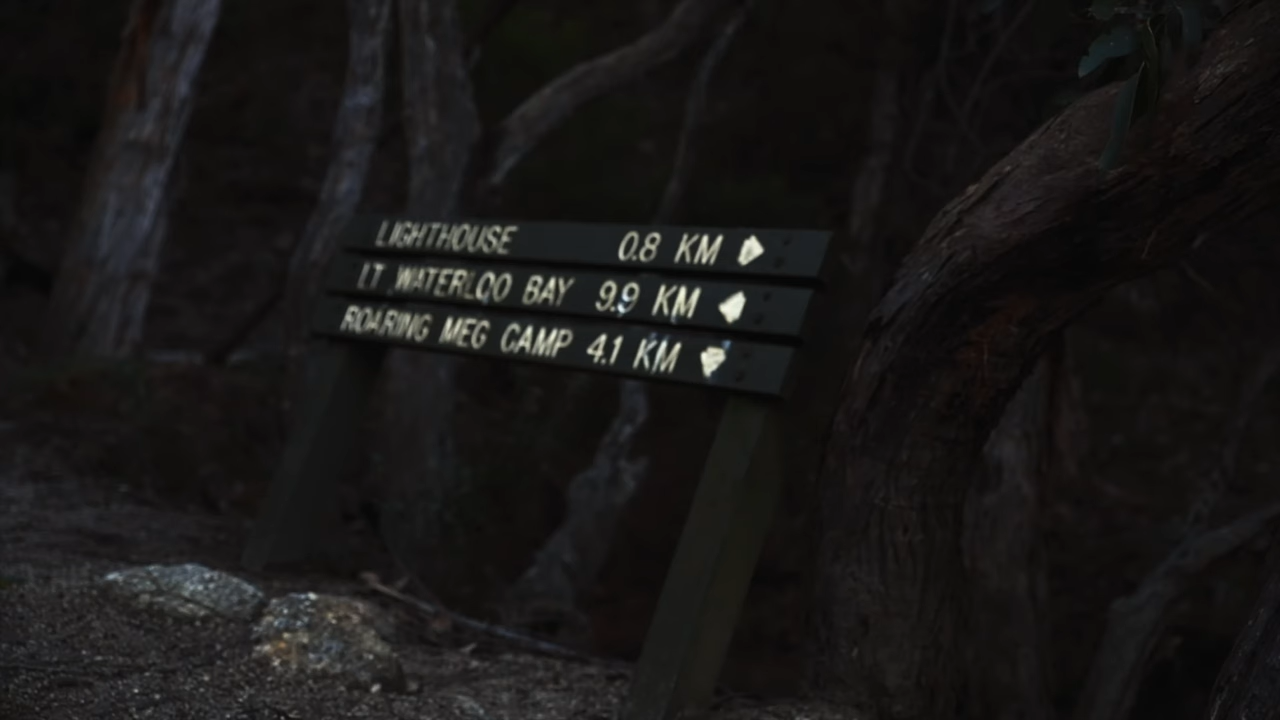 LIGHTHOUSE 0.8 KM
LT WATERLOO BAY 9.9 KM
ROARING MEG CAMP 4.1 KM